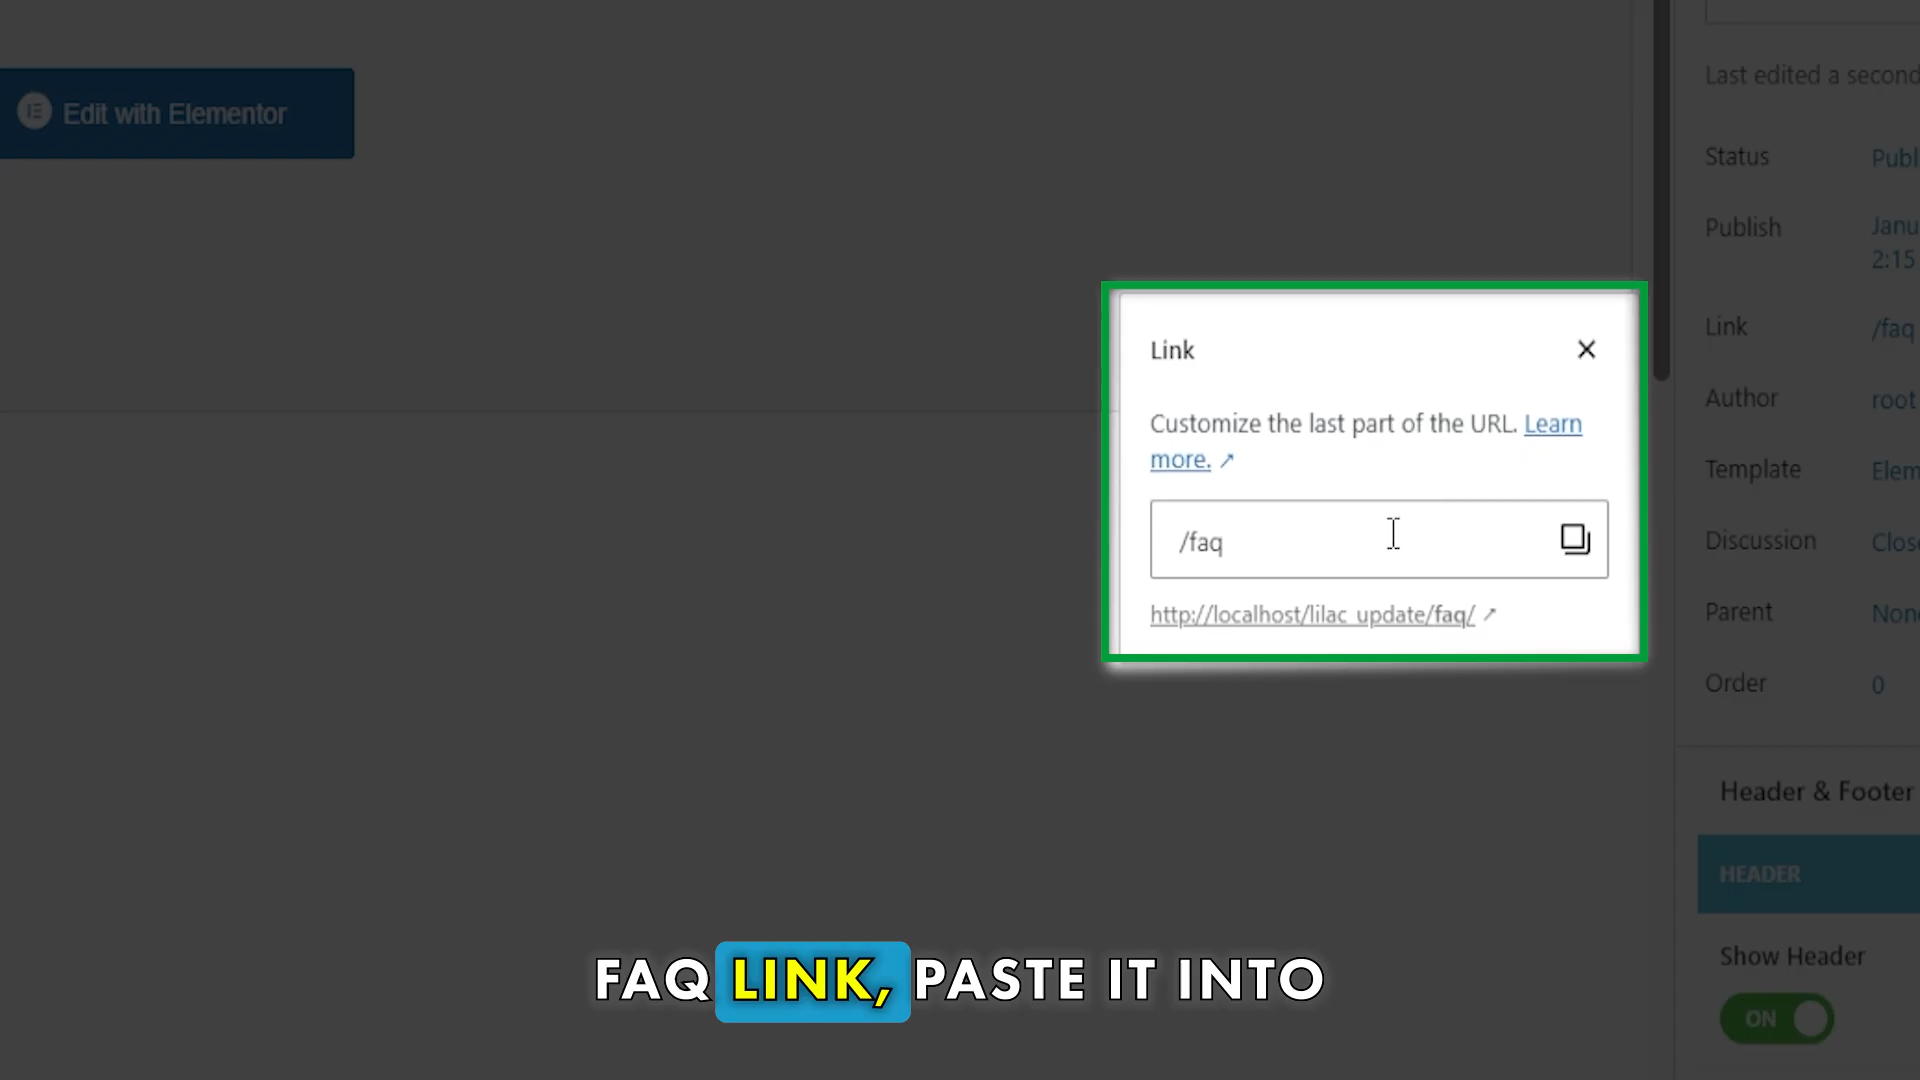 Last edited a second
Edit with Elementor
Status Publ
Publish Janu
2:15
Link /faq
Author root
Template Elem
Discussion Close
Parent None
Order 0
Link
Customize the last part of the URL. Learn
more. ↗
/faq
http://localhost/lilac_update/faq/ ↗
Header & Footer
HEADER
Show Header
ON
FAQ LINK, PASTE IT INTO